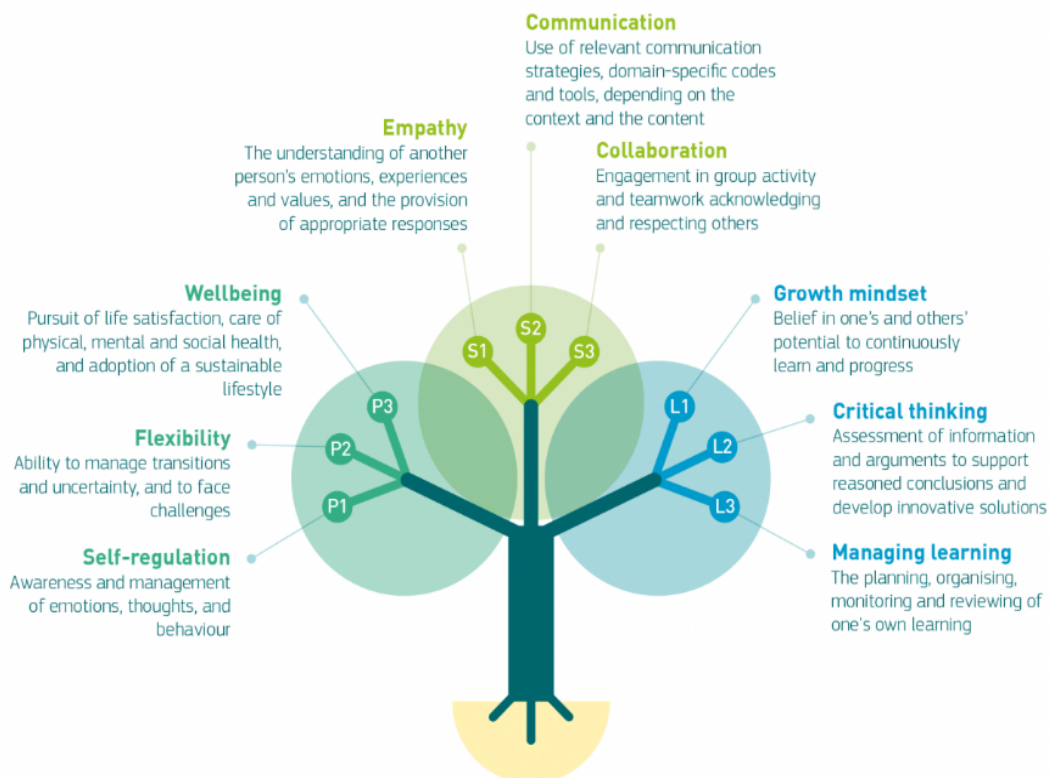 Communication
Use of relevant communication
strategies, domain-specific codes
and tools, depending on the
context and the content
Empathy
The understanding of another
person's emotions, experiences
and values, and the provision
of appropriate responses
Collaboration
Engagement in group activity
and teamwork acknowledging
and respecting others
Wellbeing
Pursuit of life satisfaction, care of
physical, mental and social health,
and adoption of a sustainable
lifestyle
Growth mindset
Belief in one's and others'
potential to continuously
learn and progress
S1
S2
S3
P3
P2
P1
L1
L2
L3
Flexibility
Ability to manage transitions
and uncertainty, and to face
challenges
Critical thinking
Assessment of information
and arguments to support
reasoned conclusions and
develop innovative solutions
Self-regulation
Awareness and management
of emotions, thoughts, and
behaviour
Managing learning
The planning, organising,
monitoring and reviewing of
one's own learning